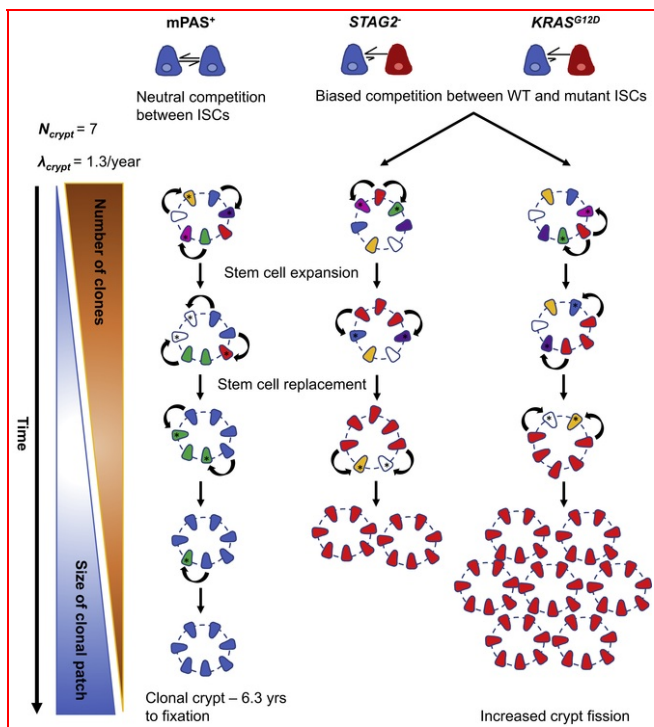 mPAS⁺
STAG2⁻
KRASᴳ¹²ᴰ
Neutral competition
between ISCs
Biased competition between WT and mutant ISCs
N_crypt = 7
λ_crypt = 1.3/year
Number of clones
Stem cell expansion
Stem cell replacement
Time
Size of clonal patch
Clonal crypt – 6.3 yrs
to fixation
Increased crypt fission